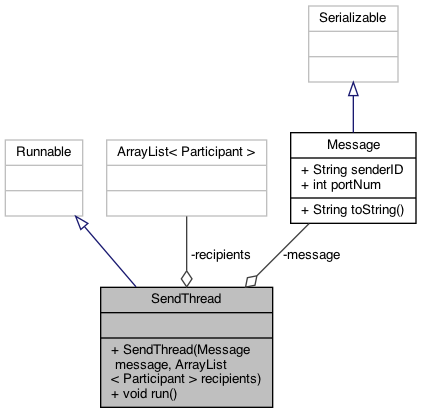 Serializable
Message
+ String senderID
+ int portNum
+ String toString()
Runnable
ArrayList< Participant >
-recipients
-message
SendThread
+ SendThread(Message
message, ArrayList
< Participant > recipients)
+ void run()